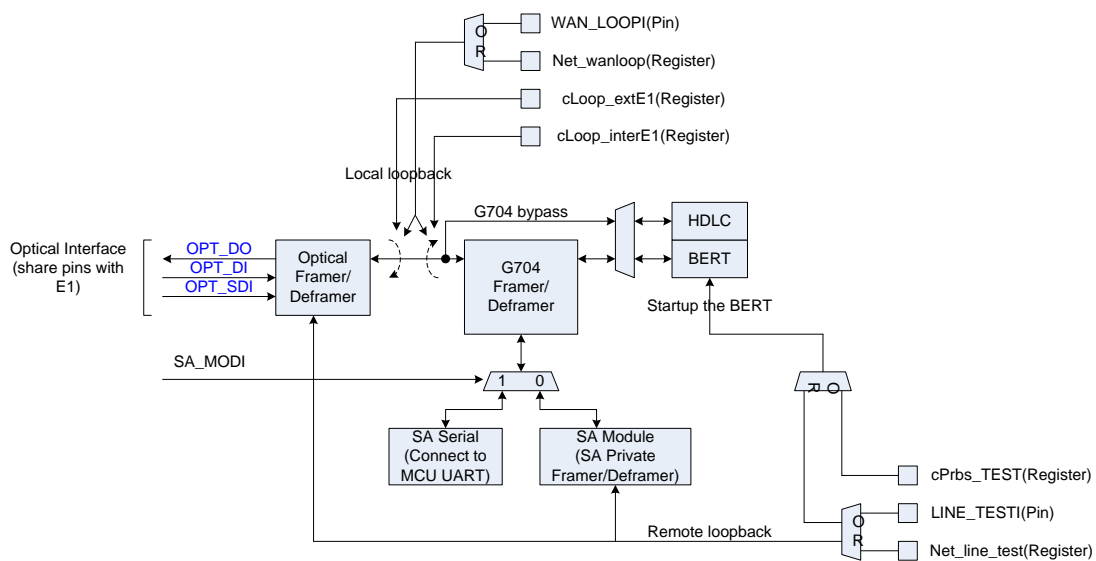 WAN_LOOPI(Pin)
O
R
Net_wanloop(Register)
cLoop_extE1(Register)
cLoop_interE1(Register)
Local loopback
G704 bypass
HDLC
BERT
Optical Interface
(share pins with
E1)
OPT_DO
OPT_DI
OPT_SDI
Optical
Framer/
Deframer
G704
Framer/
Deframer
Startup the BERT
SA_MODI
1 0
O
R
SA Serial
(Connect to
MCU UART)
SA Module
(SA Private
Framer/Deframer)
cPrbs_TEST(Register)
LINE_TESTI(Pin)
O
R
Remote loopback
Net_line_test(Register)